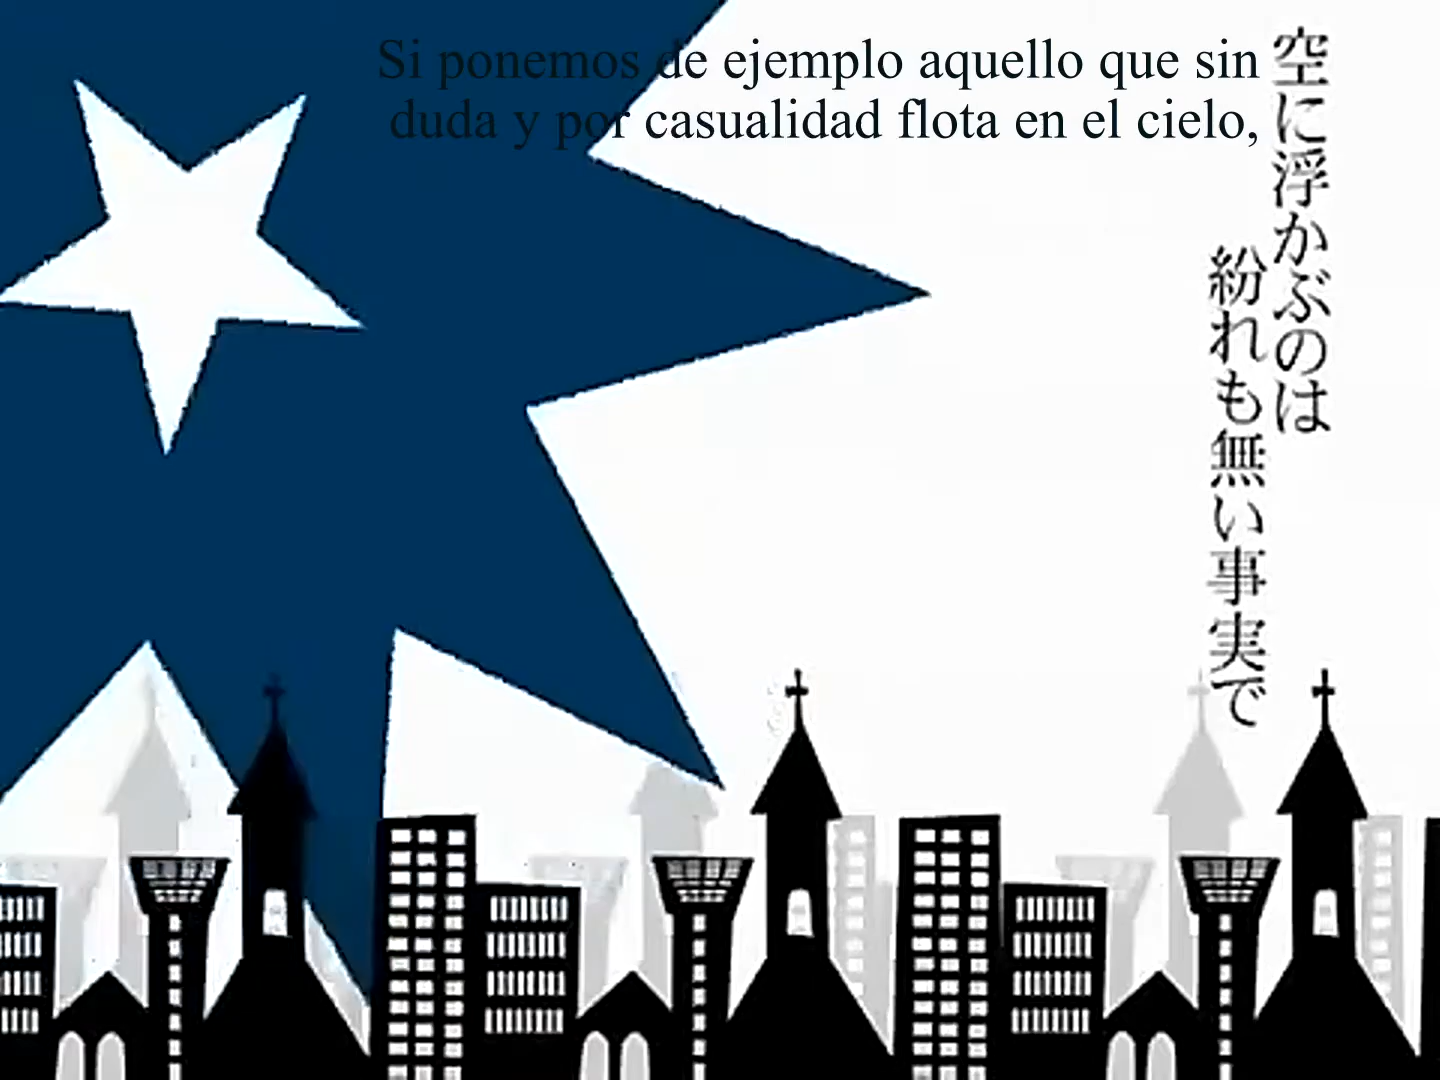 Si ponemos de ejemplo aquello que sin
duda y por casualidad flota en el cielo,
空に浮かぶのは
紛れも無い事実で